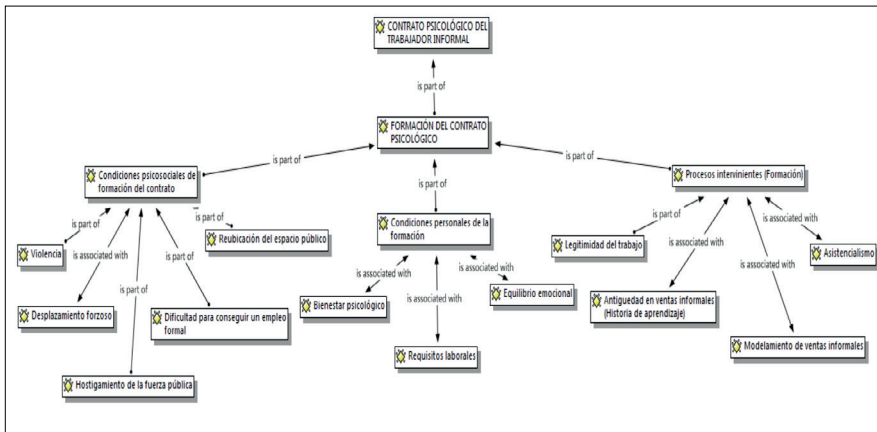 CONTRATO PSICOLÓGICO DEL
TRABAJADOR INFORMAL
is part of
FORMACIÓN DEL CONTRATO
PSICOLÓGICO
is part of
is part of
is part of
Condiciones psicosociales de
formación del contrato
Procesos intervinientes (Formación)
is part of
is part of
Condiciones personales de la
formación
is part of
is associated with
Reubicación del espacio público
Violencia
is associated with
is part of
is associated with
is associated with
Legitimidad del trabajo
is associated with
Asistencialismo
is part of
is associated with
is associated with
Equilibrio emocional
Bienestar psicológico
Antiguedad en ventas informales
(Historia de aprendizaje)
Desplazamiento forzoso
Dificultad para conseguir un empleo
formal
Requisitos laborales
Modelamiento de ventas informales
Hostigamiento de la fuerza pública